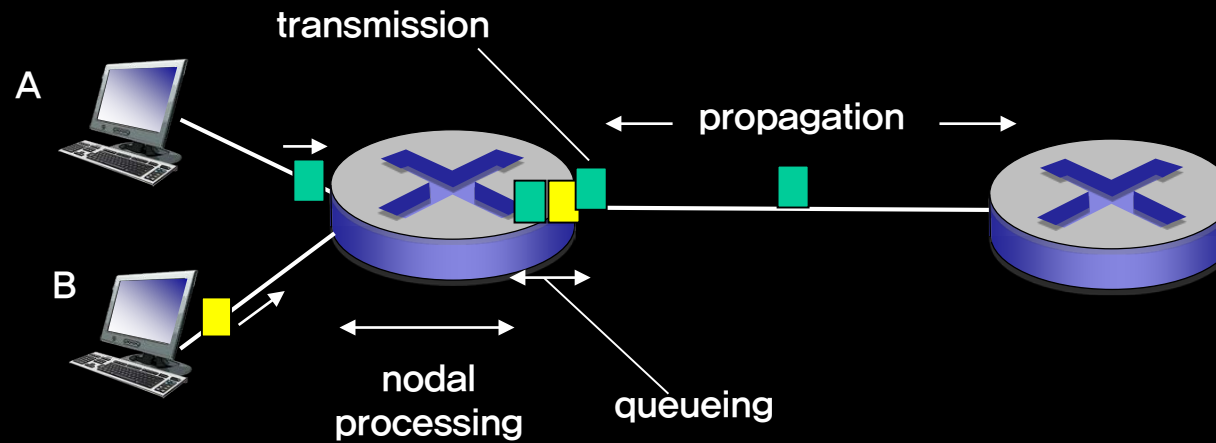 transmission
A
propagation
B
nodal
processing
queueing